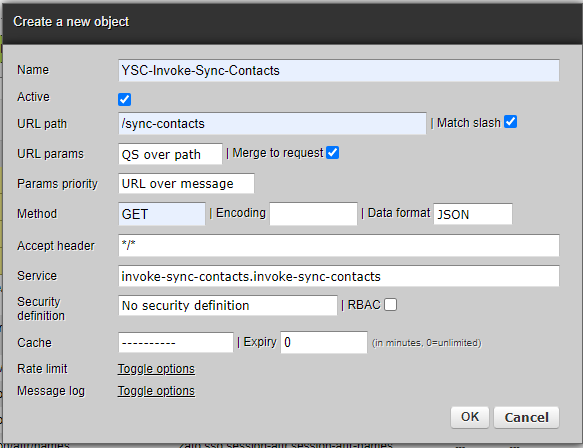 Create a new object
Name YSC-Invoke-Sync-Contacts
Active
URL path /sync-contacts | Match slash
URL params QS over path | Merge to request
Params priority URL over message
Method GET | Encoding | Data format JSON
Accept header */*
Service invoke-sync-contacts.invoke-sync-contacts
Security
definition No security definition | RBAC
Cache ---------- | Expiry 0 (in minutes, 0=unlimited)
Rate limit Toggle options
Message log Toggle options
OK Cancel